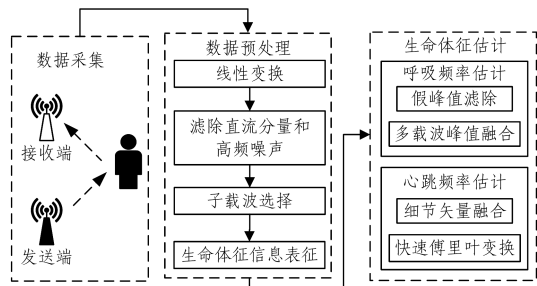 数据采集
接收端
发送端
数据预处理
线性变换
滤除直流分量和
高频噪声
子载波选择
生命体征信息表征
生命体征估计
呼吸频率估计
假峰值滤除
多载波峰值融合
心跳频率估计
细节矢量融合
快速傅里叶变换